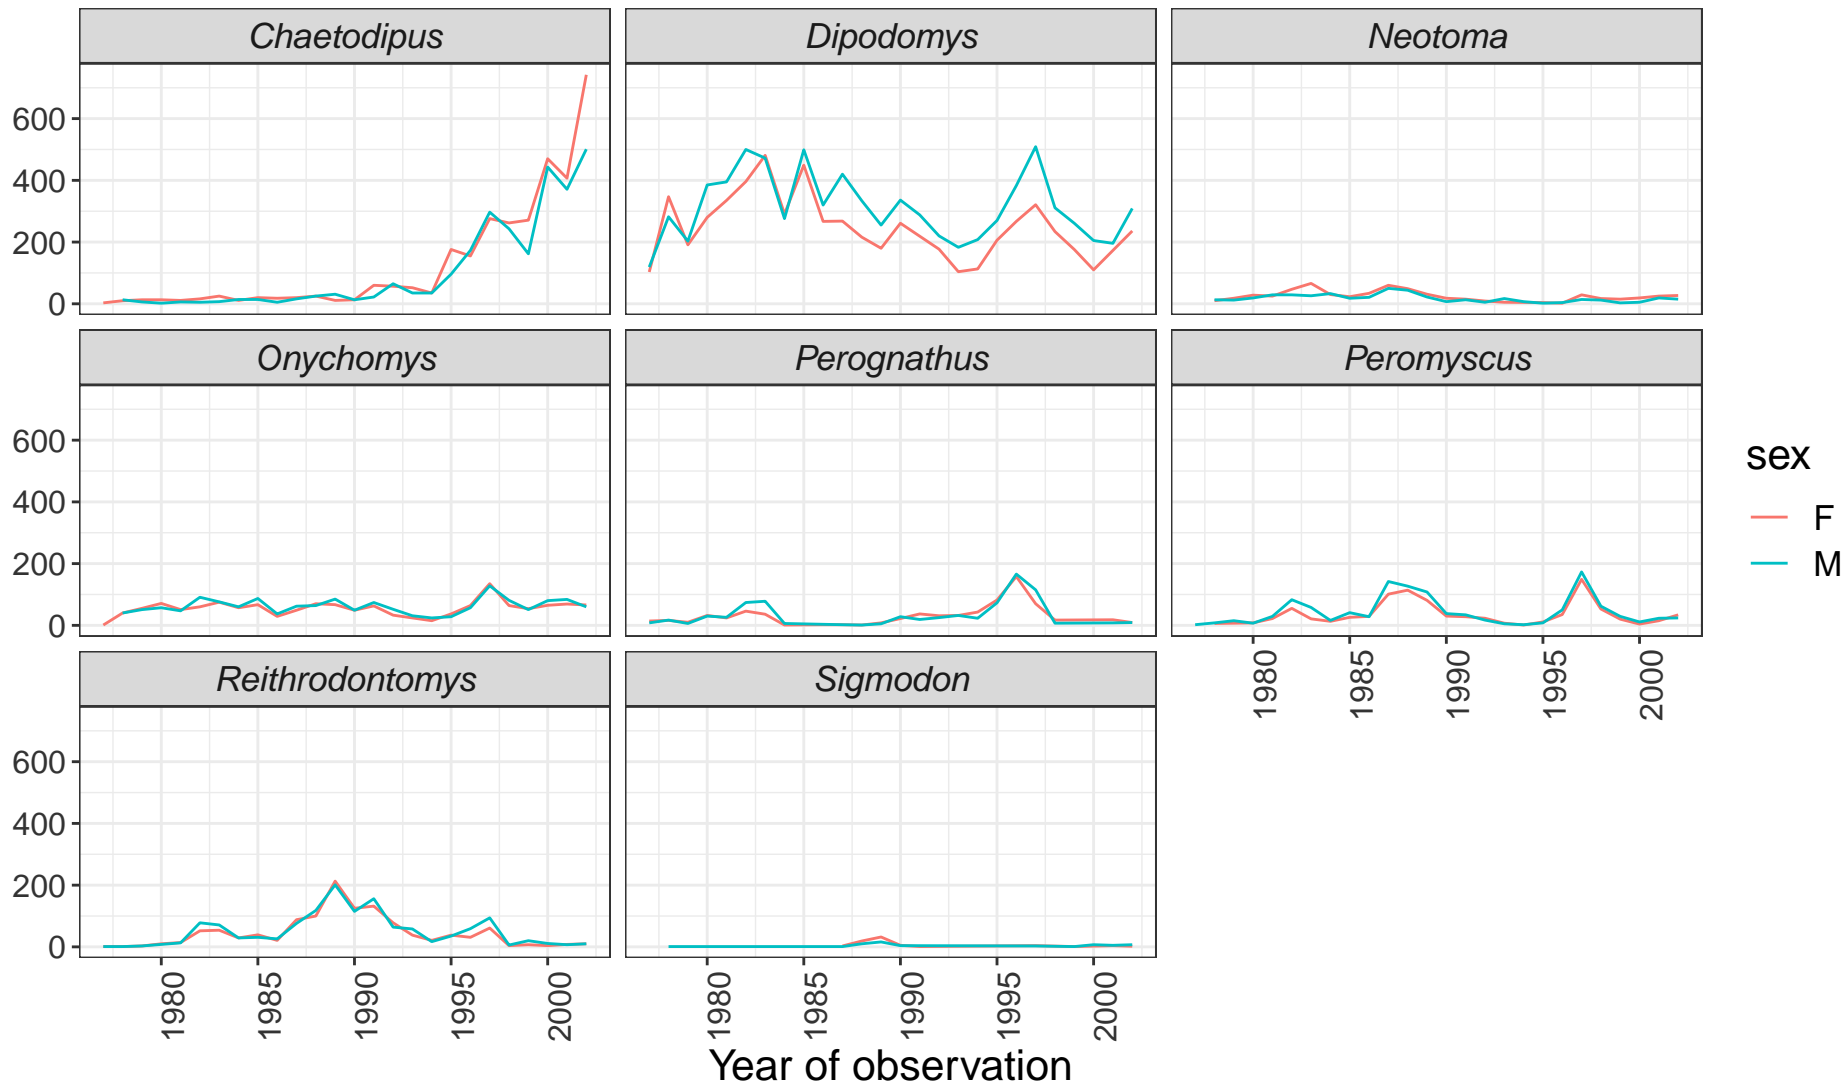 Chaetodipus Dipodomys Neotoma
600
400
200
0
Onychomys Perognathus Peromyscus
600
400
200
0
sex
F
M
Reithrodontomys Sigmodon
1980 1985 1990 1995 2000
600
400
200
0
1980 1985 1990 1995 2000 1980 1985 1990 1995 2000
Year of observation